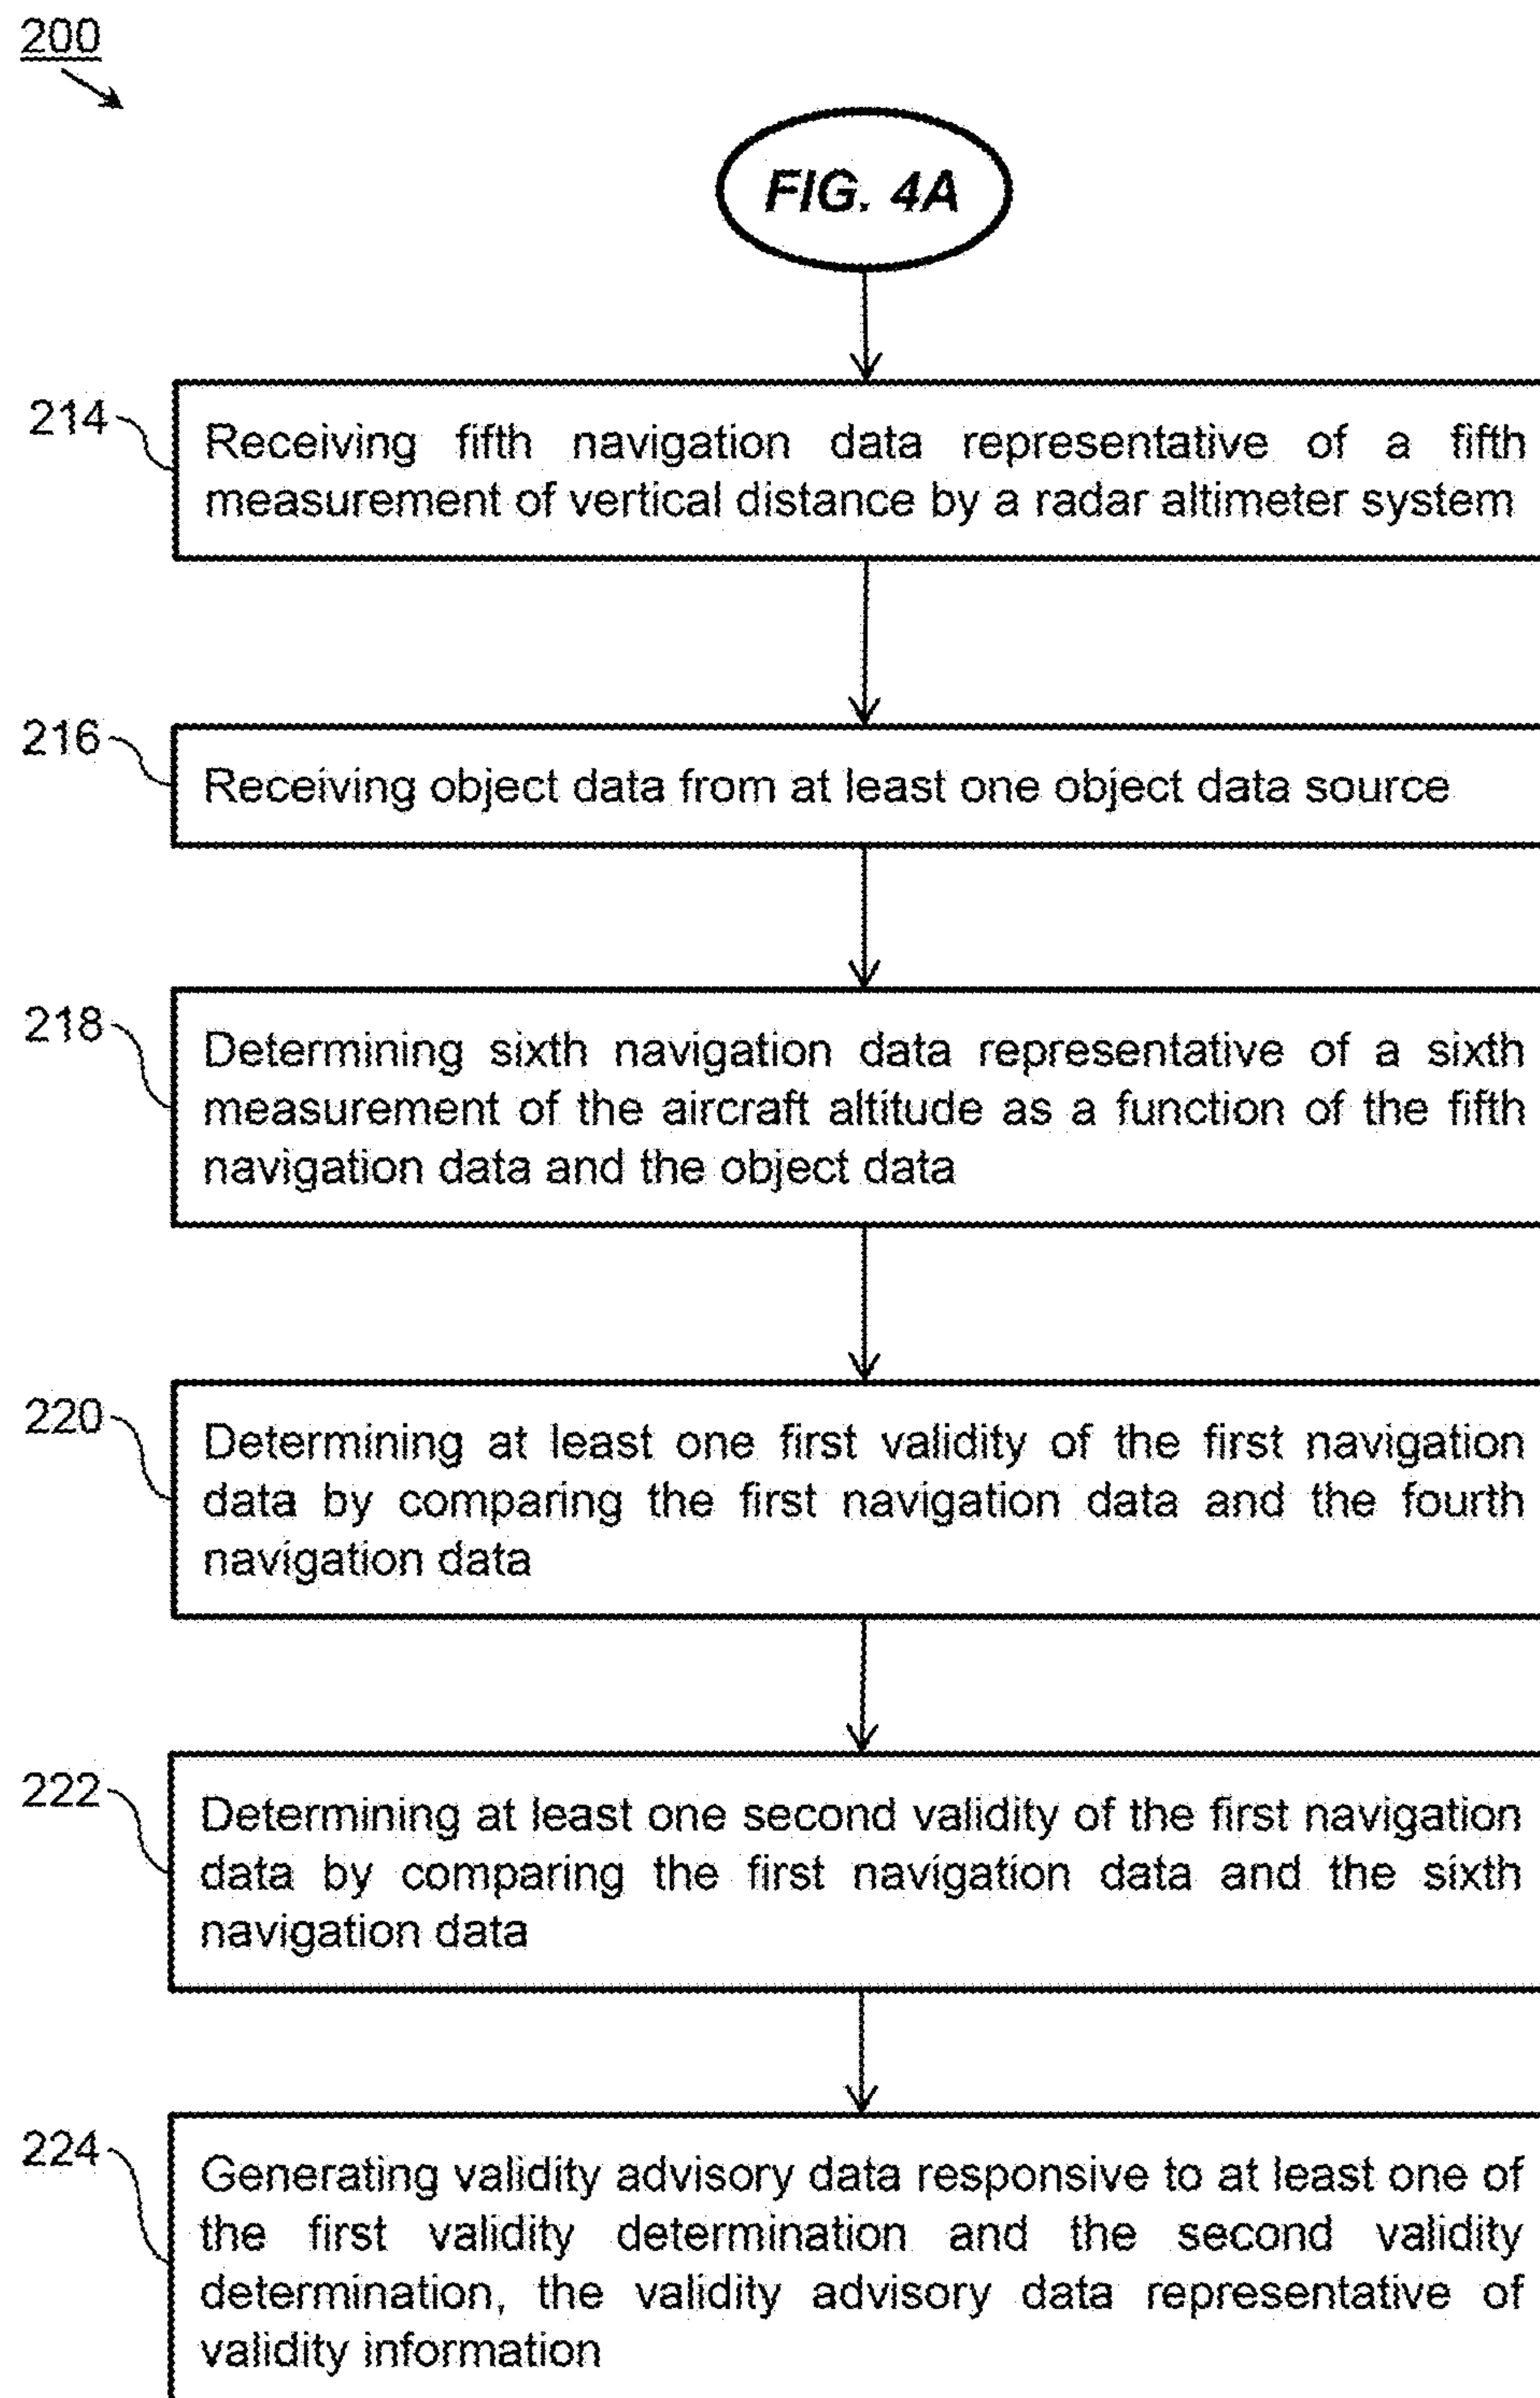 200
FIG. 4A
214
Receiving fifth navigation data representative of a fifth
measurement of vertical distance by a radar altimeter system
216
Receiving object data from at least one object data source
218
Determining sixth navigation data representative of a sixth
measurement of the aircraft altitude as a function of the fifth
navigation data and the object data
220
Determining at least one first validity of the first navigation
data by comparing the first navigation data and the fourth
navigation data
222
Determining at least one second validity of the first navigation
data by comparing the first navigation data and the sixth
navigation data
224
Generating validity advisory data responsive to at least one of
the first validity determination and the second validity
determination, the validity advisory data representative of
validity information